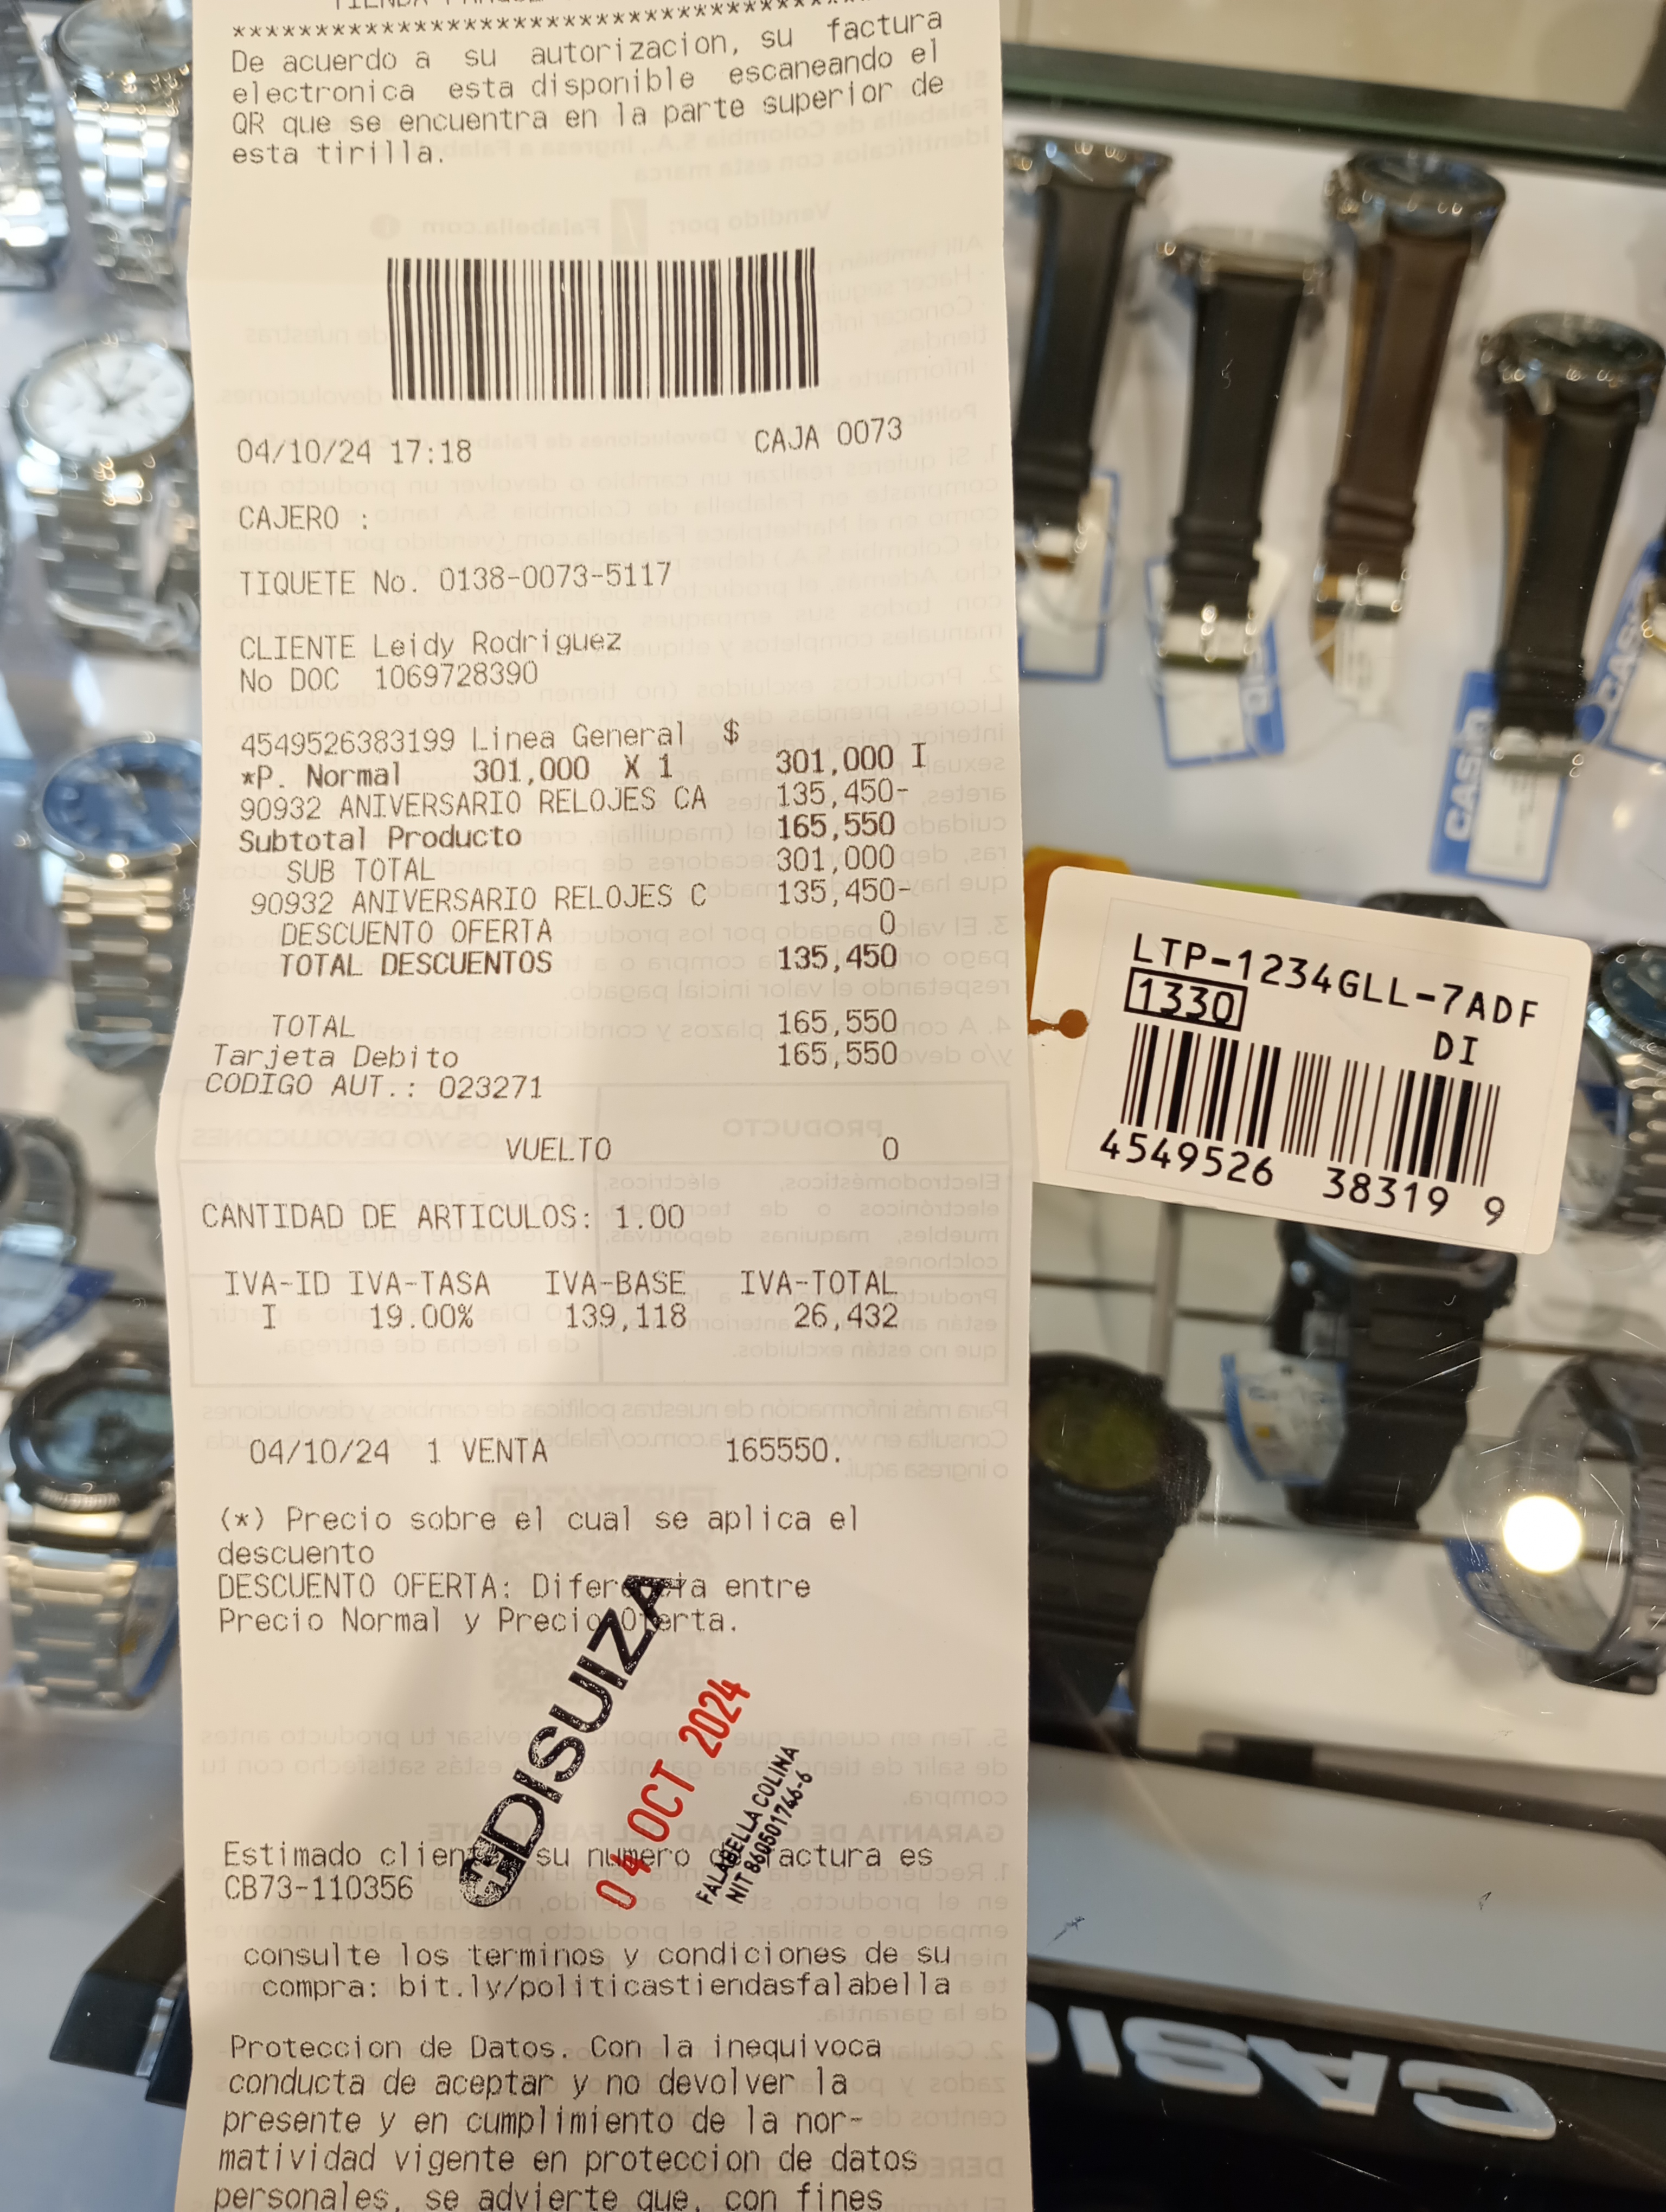 *******************************************
De acuerdo a su autorizacion, su factura
electronica esta disponible escaneando el
QR que se encuentra en la parte superior de
esta tirilla.
04/10/24 17:18 CAJA 0073
CAJERO :
TIQUETE No. 0138-0073-5117
CLIENTE Leidy Rodriguez
No DOC 1069728390
4549526383199 Linea General $
*P. Normal 301,000 X 1 301,000 I
90932 ANIVERSARIO RELOJES CA 135,450-
Subtotal Producto 165,550
SUB TOTAL 301,000
90932 ANIVERSARIO RELOJES C 135,450-
DESCUENTO OFERTA 0
TOTAL DESCUENTOS 135,450
TOTAL 165,550
Tarjeta Debito 165,550
CODIGO AUT.: 023271
VUELTO 0
CANTIDAD DE ARTICULOS: 1.00
IVA-ID IVA-TASA IVA-BASE IVA-TOTAL
I 19.00% 139,118 26,432
04/10/24 1 VENTA 165550.
(*) Precio sobre el cual se aplica el
descuento
DESCUENTO OFERTA: Diferencia entre
Precio Normal y Precio Oferta.
DISUIZA
04 OCT 2024
FALABELLA COLINA
NIT 860501746-6
Estimado cliente su numero de factura es
CB73-110356
consulte los terminos y condiciones de su
compra: bit.ly/politicastiendasfalabella
Proteccion de Datos. Con la inequivoca
conducta de aceptar y no devolver la
presente y en cumplimiento de la nor-
matividad vigente en proteccion de datos
personales, se advierte que, con fines
LTP-1234GLL-7ADF
1330
DI
4549526 38319 9
CASIO
CASIO
CASIO